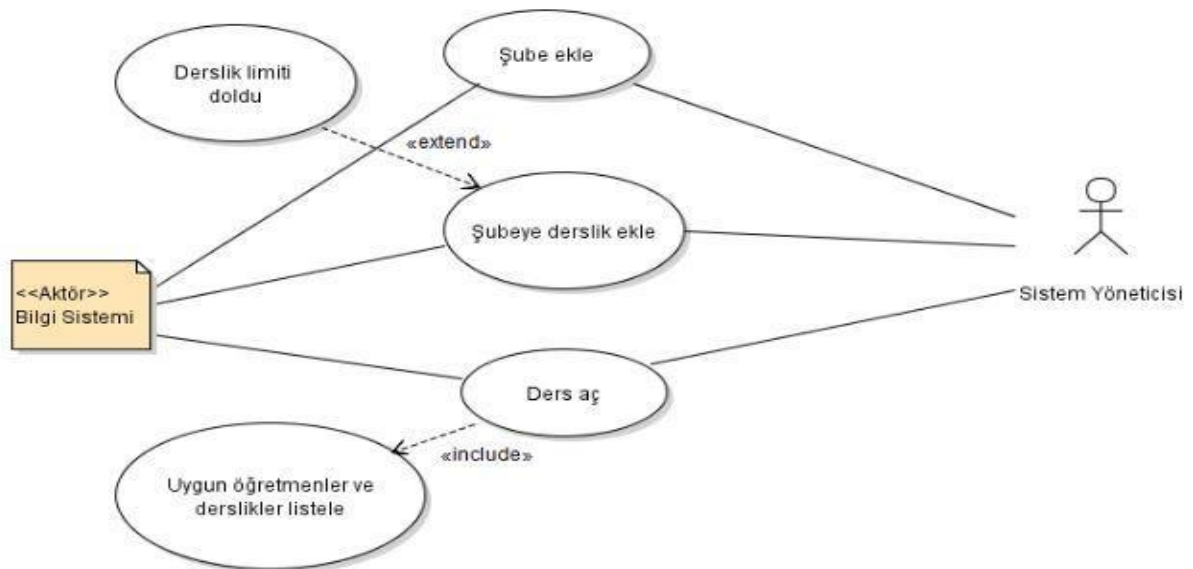 Şube ekle
Derslik limiti
doldu
«extend»
Şubeye derslik ekle
<<Aktör>>
Bilgi Sistemi
Sistem Yöneticisi
Ders aç
«include»
Uygun öğretmenler ve
derslikler listele